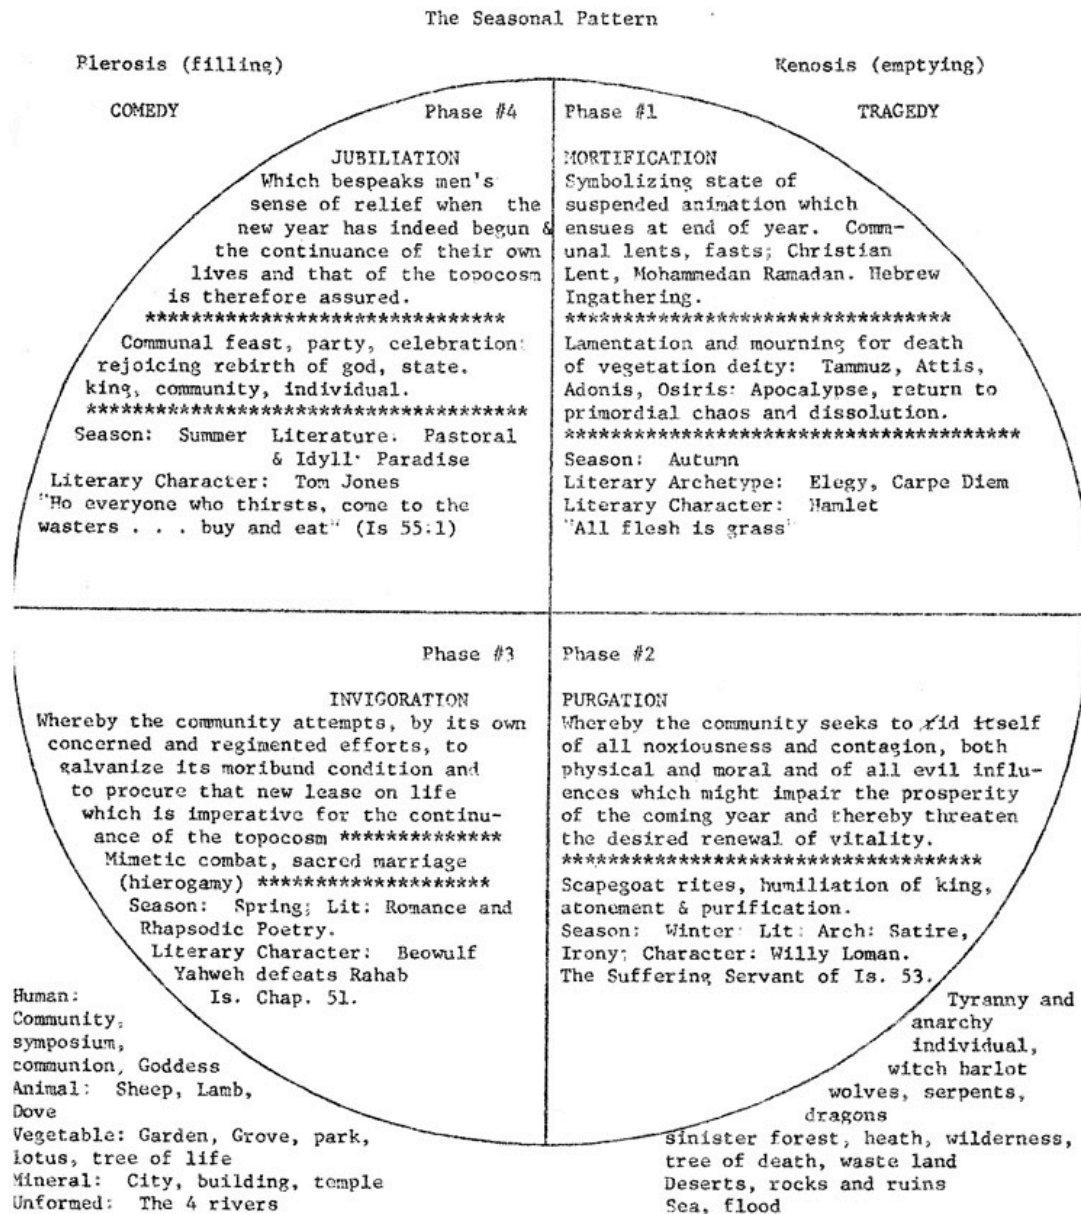 The Seasonal Pattern
Plerosis (filling)
Kenosis (emptying)
COMEDY
Phase #4
JUBILIATION
Which bespeaks men's
sense of relief when the
new year has indeed begun &
the continuance of their own
lives and that of the topocosm
is therefore assured.
*******************************
Communal feast, party, celebration:
rejoicing rebirth of god, state.
king, community, individual.
**************************************
Season: Summer Literature: Pastoral
& Idyll: Paradise
Literary Character: Tom Jones
"Ho everyone who thirsts, come to the
wasters . . . buy and eat" (Is 55:1)
Phase #1
TRAGEDY
MORTIFICATION
Symbolizing state of
suspended animation which
ensues at end of year. Comm-
unal lents, fasts; Christian
Lent, Mohammedan Ramadan. Hebrew
Ingathering.
*********************************
Lamentation and mourning for death
of vegetation deity: Tammuz, Attis,
Adonis, Osiris: Apocalypse, return to
primordial chaos and dissolution.
***************************************
Season: Autumn
Literary Archetype: Elegy, Carpe Diem
Literary Character: Hamlet
"All flesh is grass"
Phase #3
INVIGORATION
Whereby the community attempts, by its own
concerned and regimented efforts, to
galvanize its moribund condition and
to procure that new lease on life
which is imperative for the continu-
ance of the topocosm **************
Mimetic combat, sacred marriage
(hierogamy) ********************
Season: Spring; Lit: Romance and
Rhapsodic Poetry.
Literary Character: Beowulf
Yahweh defeats Rahab
Is. Chap. 51.
Phase #2
PURGATION
Whereby the community seeks to rid itself
of all noxiousness and contagion, both
physical and moral and of all evil influ-
ences which might impair the prosperity
of the coming year and thereby threaten
the desired renewal of vitality.
************************************
Scapegoat rites, humiliation of king,
atonement & purification.
Season: Winter Lit: Arch: Satire,
Irony; Character: Willy Loman.
The Suffering Servant of Is. 53.
Human:
Community,
symposium,
communion, Goddess
Animal: Sheep, Lamb,
Dove
Vegetable: Garden, Grove, park,
lotus, tree of life
Mineral: City, building, temple
Unformed: The 4 rivers
Tyranny and
anarchy
individual,
witch harlot
wolves, serpents,
dragons
sinister forest, heath, wilderness,
tree of death, waste land
Deserts, rocks and ruins
Sea, flood